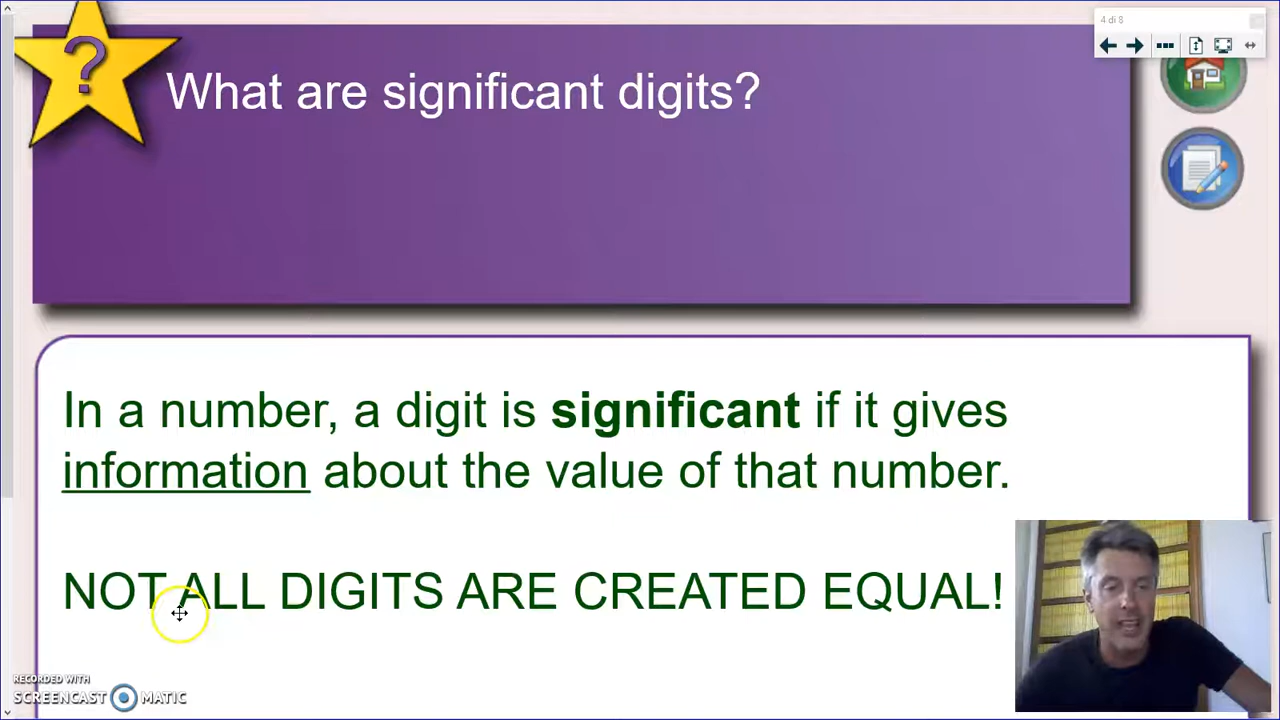 4 di 8
?
What are significant digits?
In a number, a digit is significant if it gives
information about the value of that number.
NOT ALL DIGITS ARE CREATED EQUAL!
RECORDED WITH
SCREENCAST MATIC